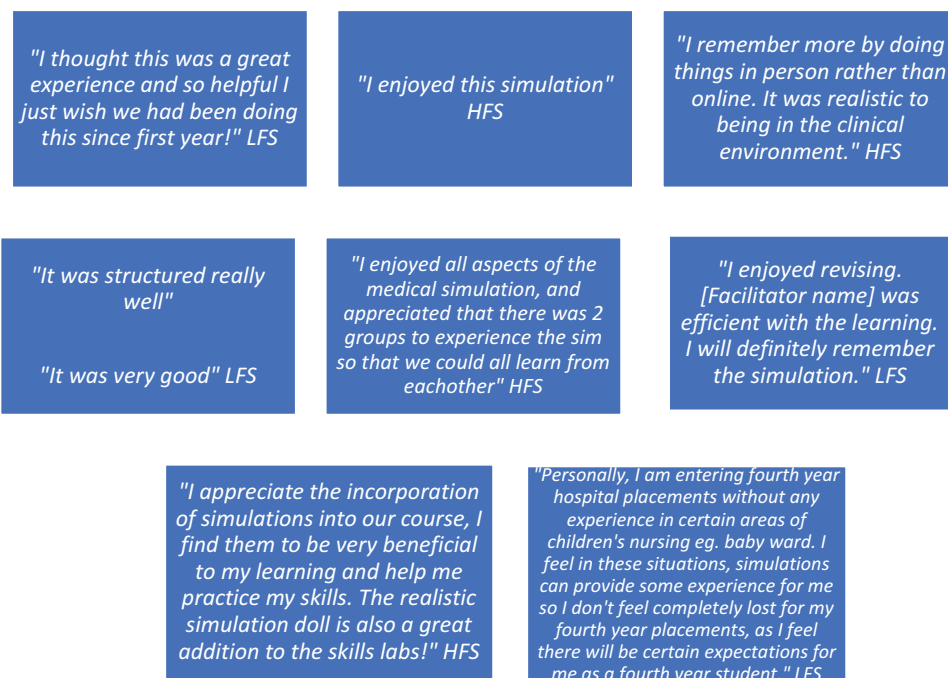 "I thought this was a great
experience and so helpful I
just wish we had been doing
this since first year!" LFS
"I enjoyed this simulation"
HFS
"I remember more by doing
things in person rather than
online. It was realistic to
being in the clinical
environment." HFS
"It was structured really
well"
"It was very good" LFS
"I enjoyed all aspects of the
medical simulation, and
appreciated that there was 2
groups to experience the sim
so that we could all learn from
eachother" HFS
"I enjoyed revising.
[Facilitator name] was
efficient with the learning.
I will definitely remember
the simulation." LFS
"I appreciate the incorporation
of simulations into our course, I
find them to be very beneficial
to my learning and help me
practice my skills. The realistic
simulation doll is also a great
addition to the skills labs!" HFS
"Personally, I am entering fourth year
hospital placements without any
experience in certain areas of
children's nursing eg. baby ward. I
feel in these situations, simulations
can provide some experience for me
so I don't feel completely lost for my
fourth year placements, as I feel
there will be certain expectations for
me as a fourth year student." LFS